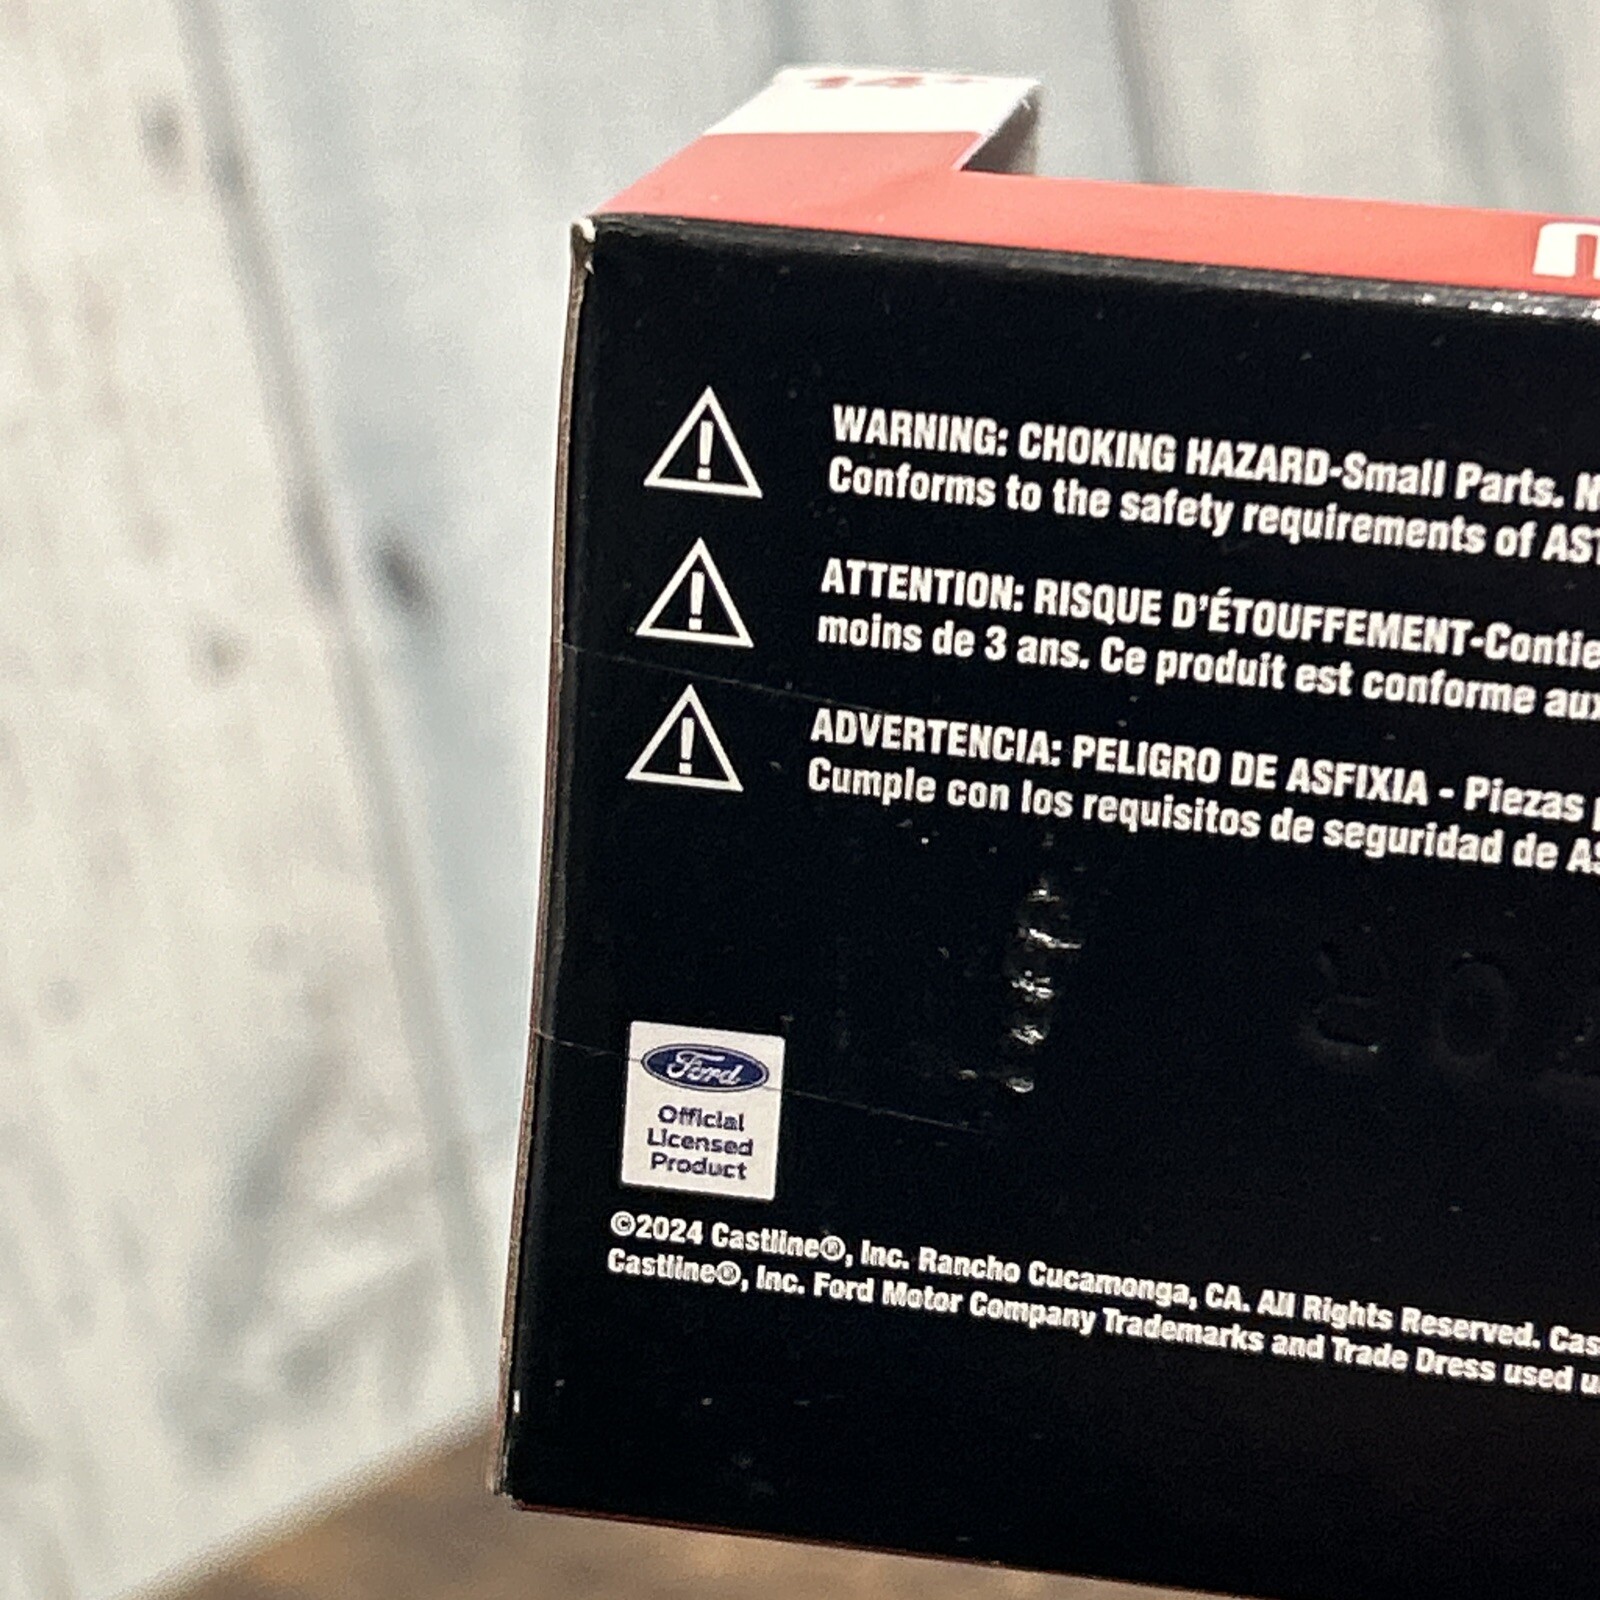 WARNING: CHOKING HAZARD-Small Parts.
Conforms to the safety requirements of
ATTENTION: RISQUE D'ÉTOUFFEMENT-Contie
moins de 3 ans. Ce produit est conforme aux
ADVERTENCIA: PELIGRO DE ASFIXIA - Piezas
Cumple con los requisitos de seguridad de
Ford
Official
Licensed
Product
©2024 Castline®, Inc. Rancho Cucamonga, CA. All Rights Reserved. Cas
Castline®, Inc. Ford Motor Company Trademarks and Trade Dress used